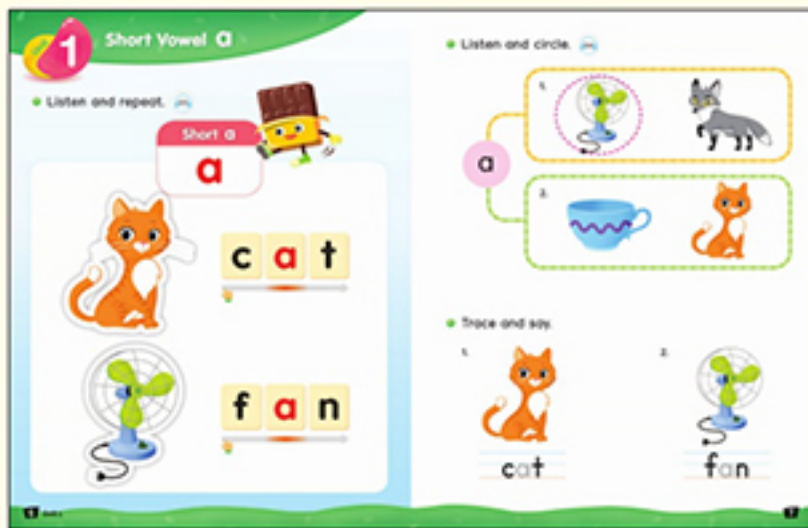 1 Short Vowel a
Listen and repeat.
Short a
a
c a t
f a n
Listen and circle.
a
1.
2.
Trace and say.
1.
2.
cat
fan